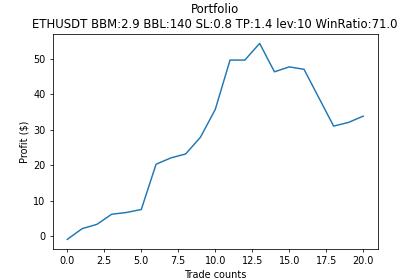 Portfolio
ETHUSDT BBM:2.9 BBL:140 SL:0.8 TP:1.4 lev:10 WinRatio:71.0
Profit ($)
50
40
30
20
10
0
0.0 2.5 5.0 7.5 10.0 12.5 15.0 17.5 20.0
Trade counts